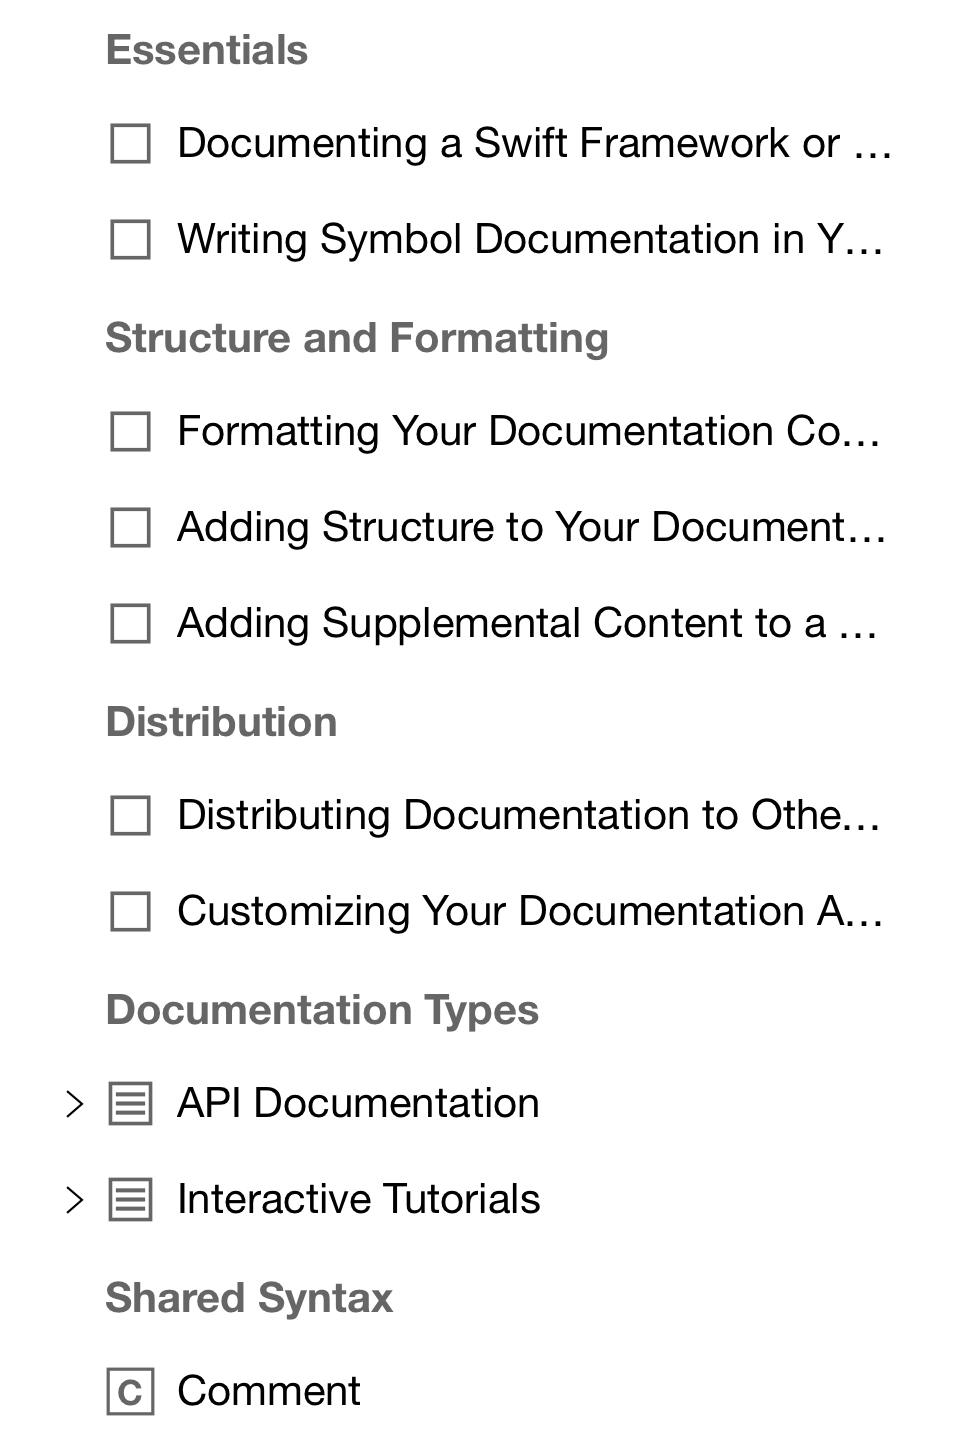 Essentials
Documenting a Swift Framework or ...
Writing Symbol Documentation in Y...
Structure and Formatting
Formatting Your Documentation Co...
Adding Structure to Your Document...
Adding Supplemental Content to a ...
Distribution
Distributing Documentation to Othe...
Customizing Your Documentation A...
Documentation Types
API Documentation
Interactive Tutorials
Shared Syntax
C Comment